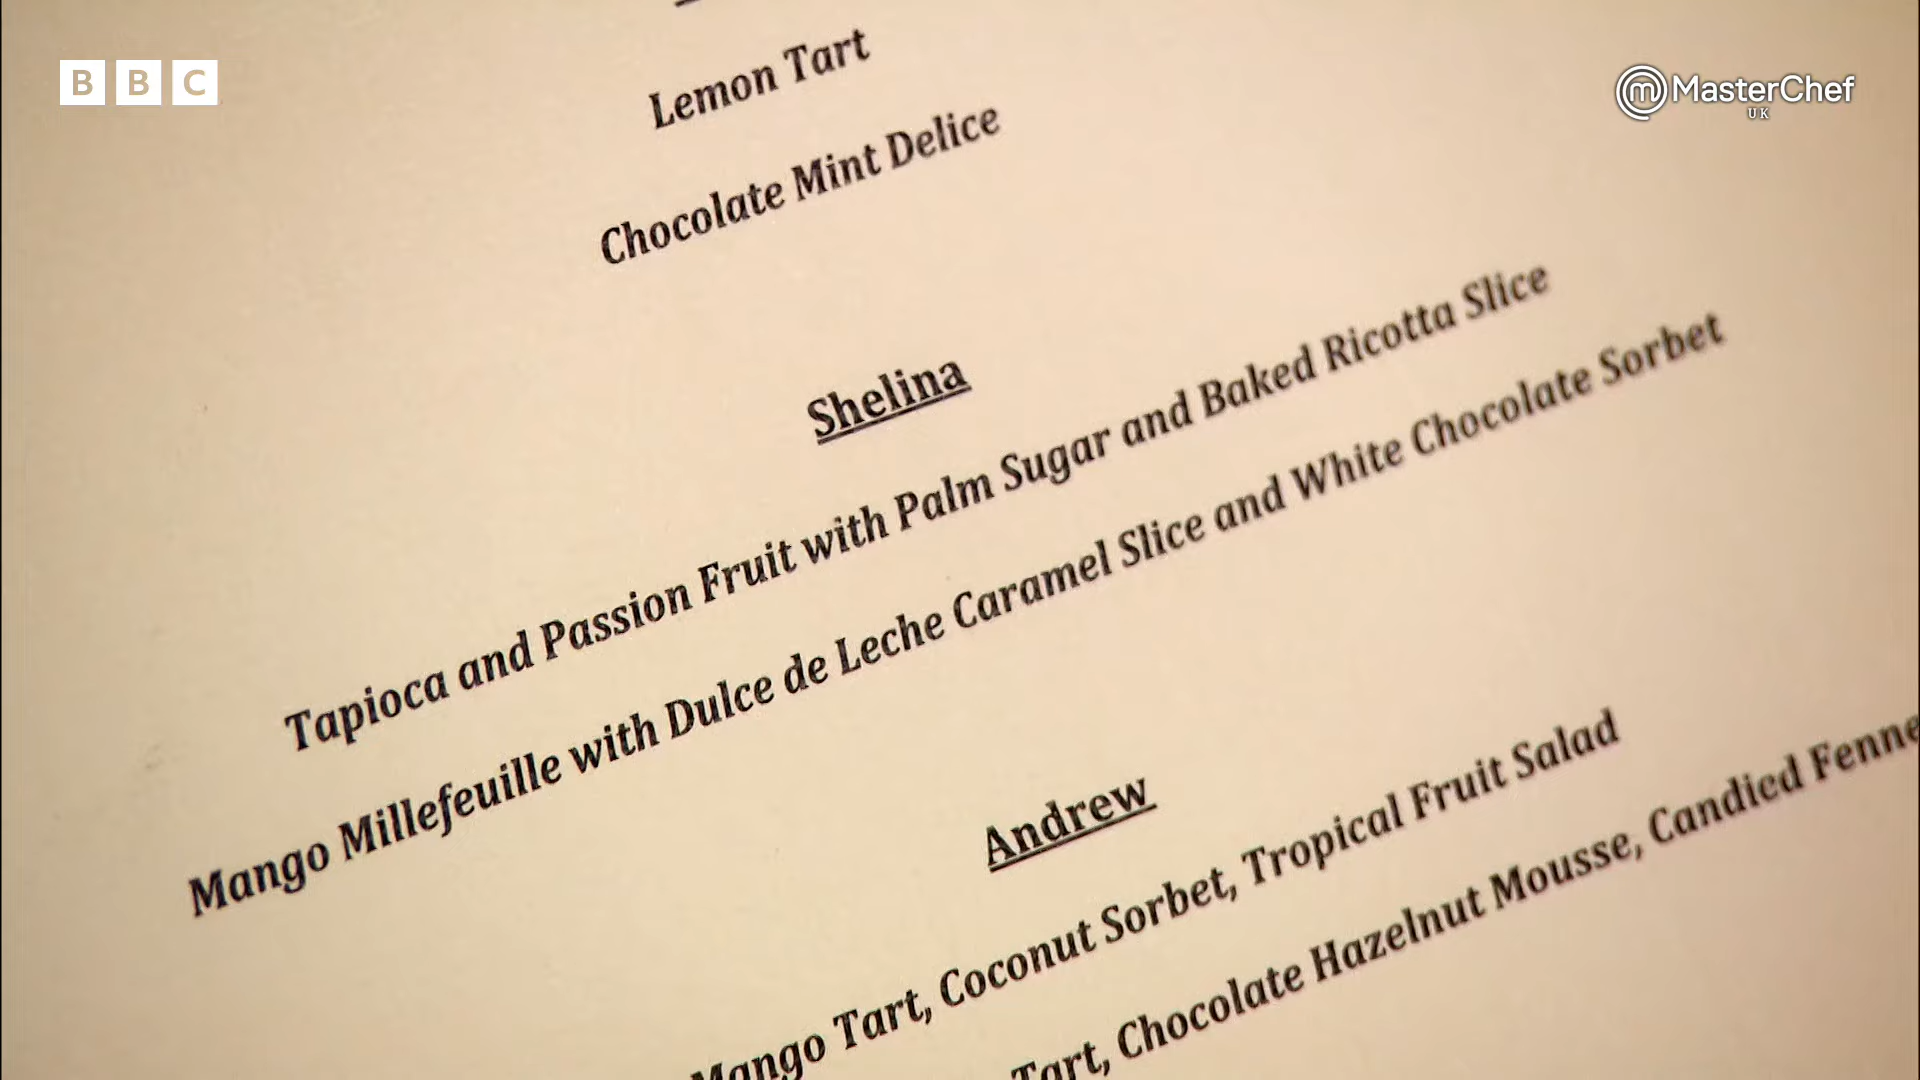 BBC
MasterChef
UK
Lemon Tart
Chocolate Mint Delice
Shelina
Tapioca and Passion Fruit with Palm Sugar and Baked Ricotta Slice
Mango Millefeuille with Dulce de Leche Caramel Slice and White Chocolate Sorbet
Andrew
Mango Tart, Coconut Sorbet, Tropical Fruit Salad
Tart, Chocolate Hazelnut Mousse, Candied